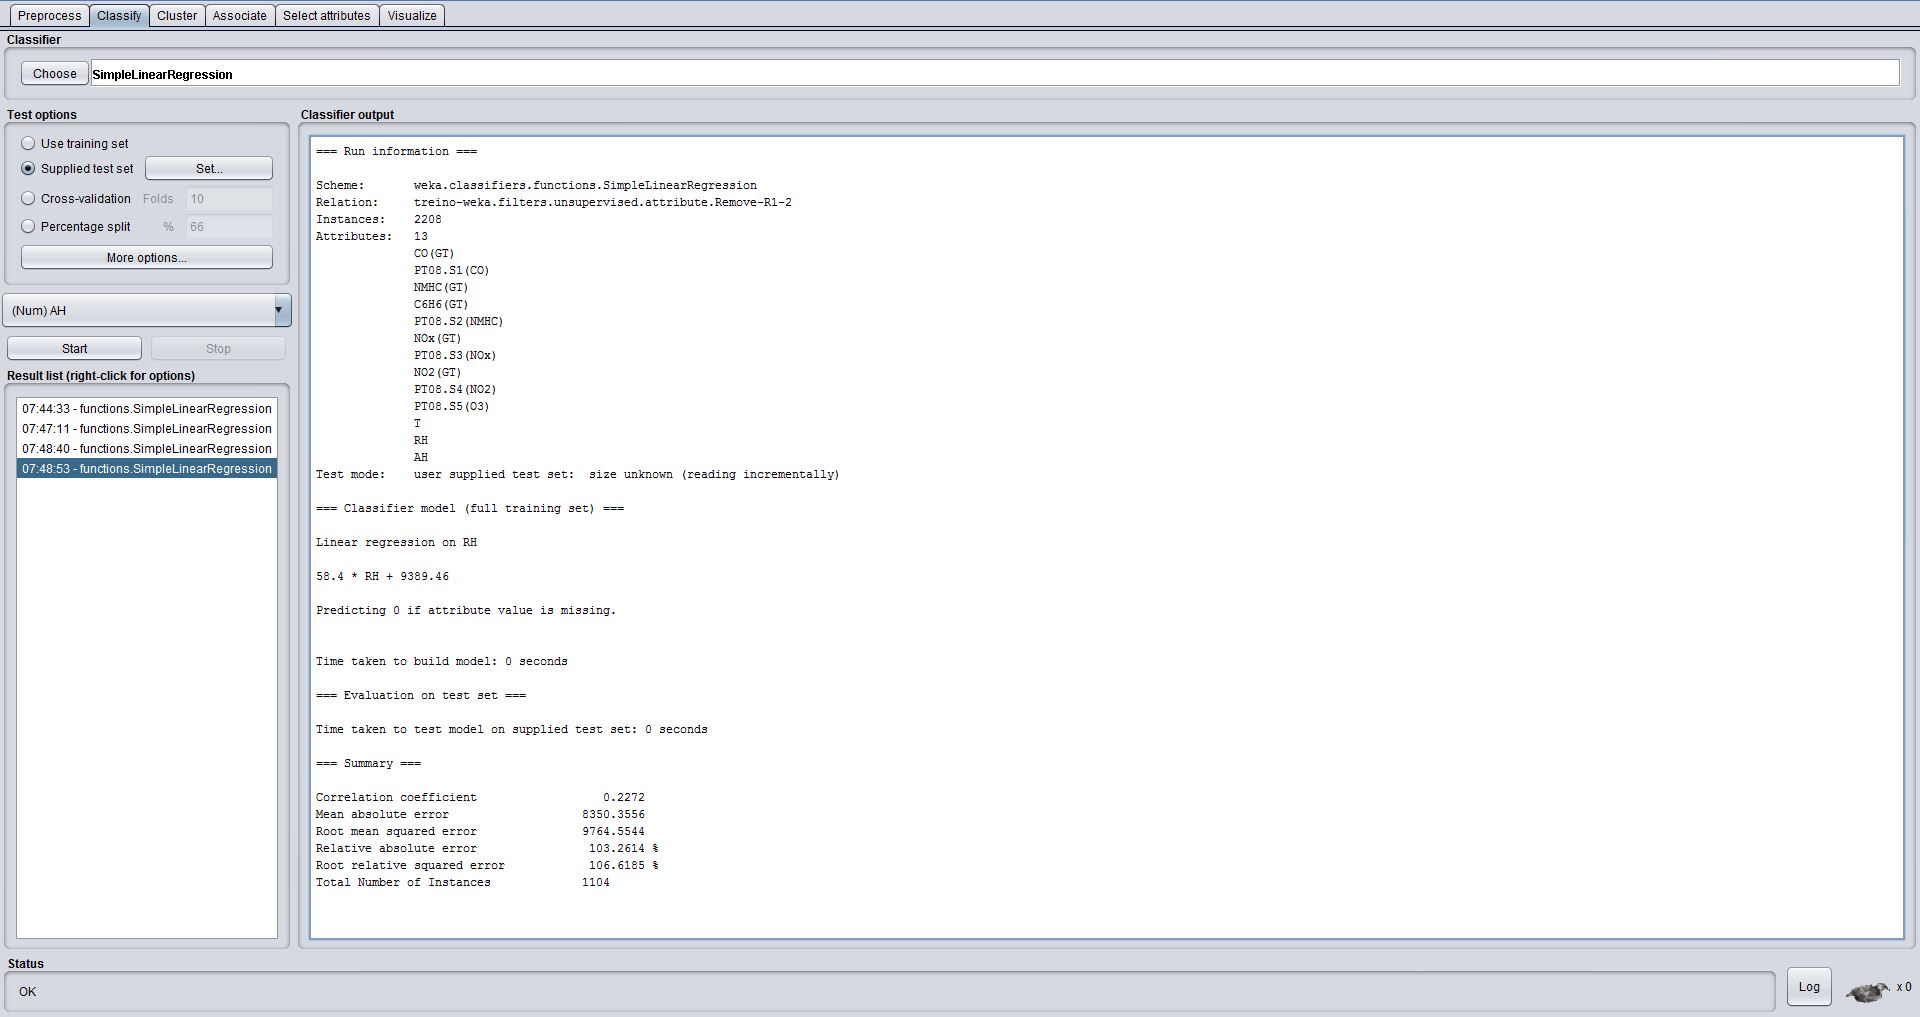 Preprocess Classify Cluster Associate Select attributes Visualize
Classifier
Choose SimpleLinearRegression
Test options
Use training set
Supplied test set Set...
Cross-validation Folds 10
Percentage split % 66
More options...
(Num) AH
Start Stop
Result list (right-click for options)
07:44:33 - functions.SimpleLinearRegression
07:47:11 - functions.SimpleLinearRegression
07:48:40 - functions.SimpleLinearRegression
07:48:53 - functions.SimpleLinearRegression
Classifier output
=== Run information ===
Scheme: weka.classifiers.functions.SimpleLinearRegression
Relation: treino-weka.filters.unsupervised.attribute.Remove-R1-2
Instances: 2208
Attributes: 13
CO(GT)
PT08.S1(CO)
NMHC(GT)
C6H6(GT)
PT08.S2(NMHC)
NOx(GT)
PT08.S3(NOx)
NO2(GT)
PT08.S4(NO2)
PT08.S5(O3)
T
RH
AH
Test mode: user supplied test set: size unknown (reading incrementally)
=== Classifier model (full training set) ===
Linear regression on RH
58.4 * RH + 9389.46
Predicting 0 if attribute value is missing.
Time taken to build model: 0 seconds
=== Evaluation on test set ===
Time taken to test model on supplied test set: 0 seconds
=== Summary ===
Correlation coefficient 0.2272
Mean absolute error 8350.3556
Root mean squared error 9764.5544
Relative absolute error 103.2614 %
Root relative squared error 106.6185 %
Total Number of Instances 1104
Status
OK
Log x 0